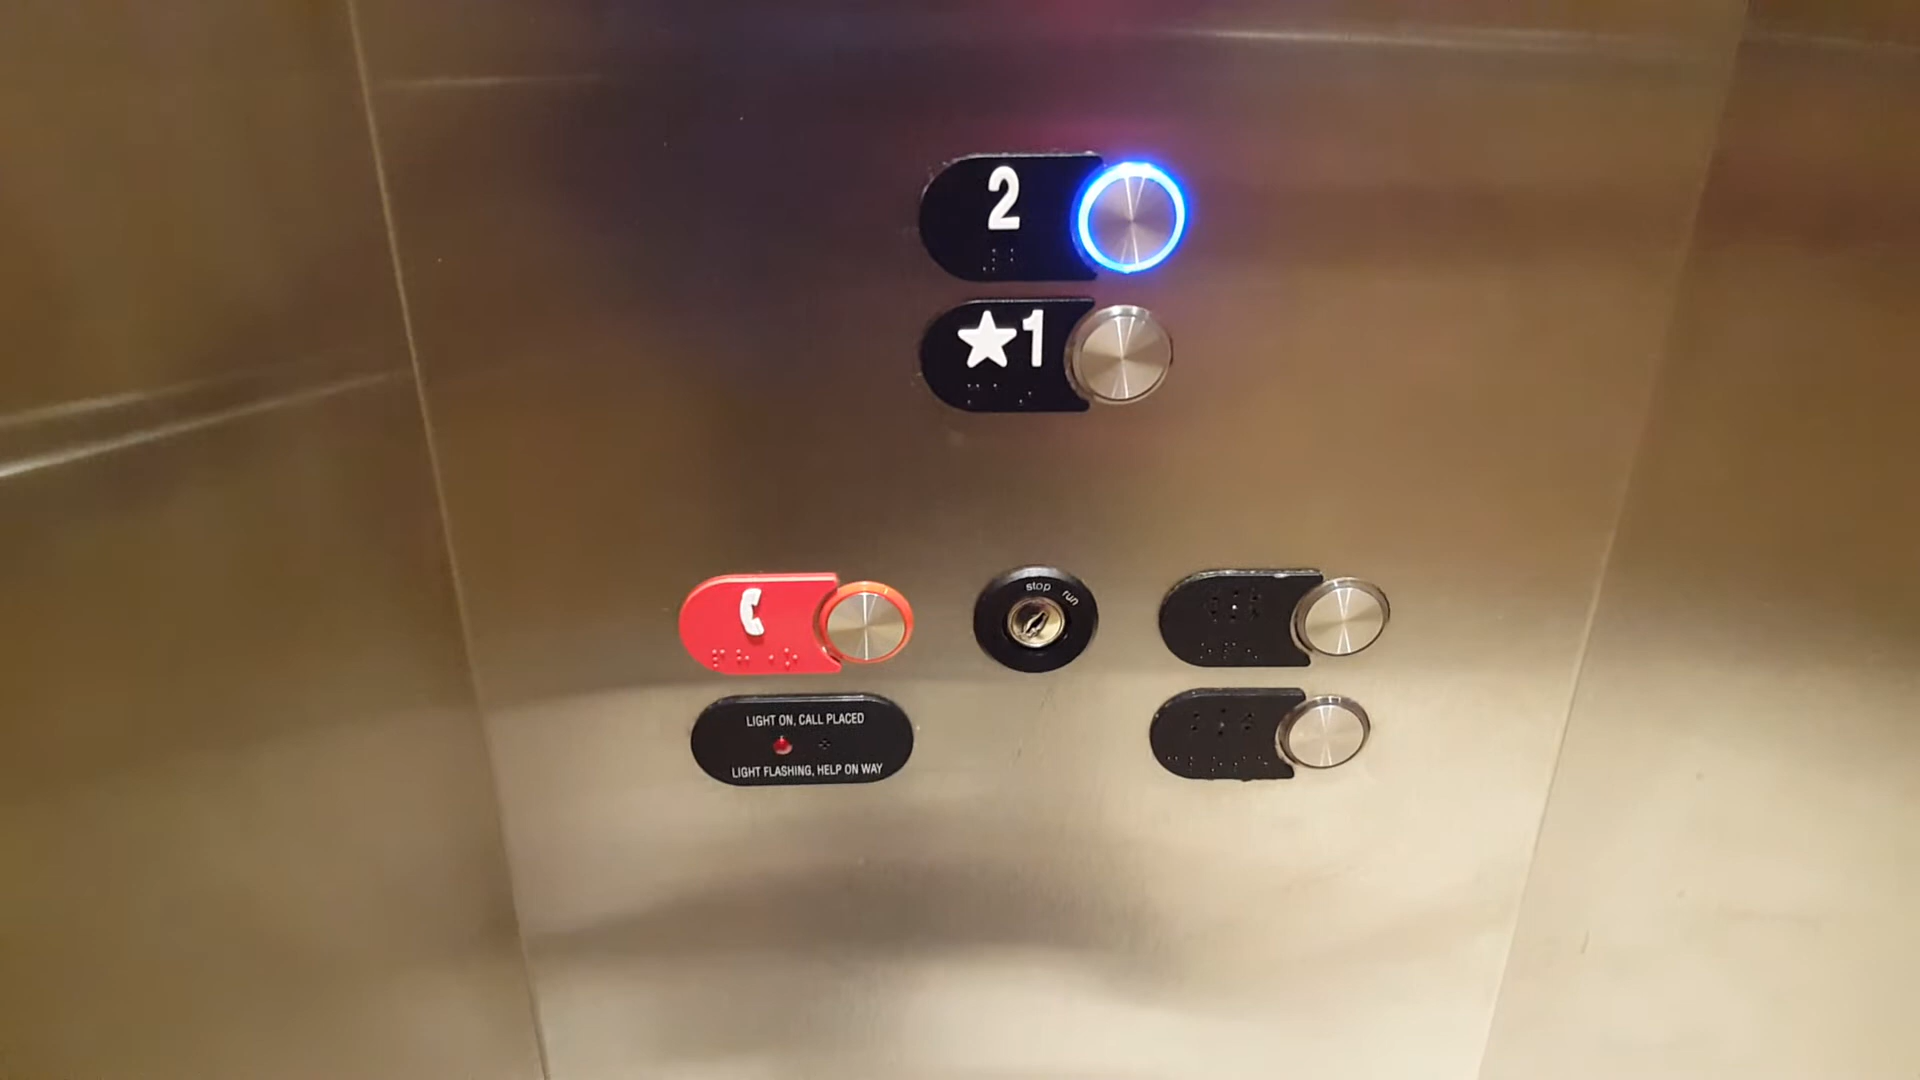 2
★1
stop run
LIGHT ON, CALL PLACED
LIGHT FLASHING, HELP ON WAY